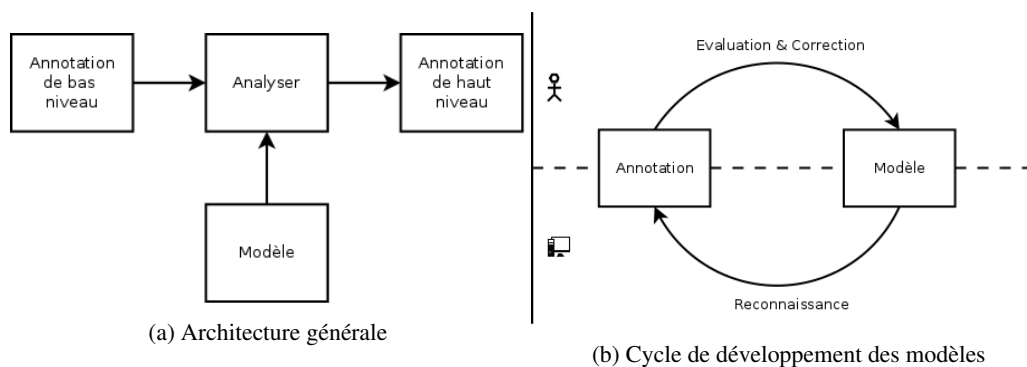 Annotation
de bas
niveau
Analyser
Annotation
de haut
niveau
Modèle
(a) Architecture générale
Evaluation & Correction
Annotation
Modèle
Reconnaissance
(b) Cycle de développement des modèles